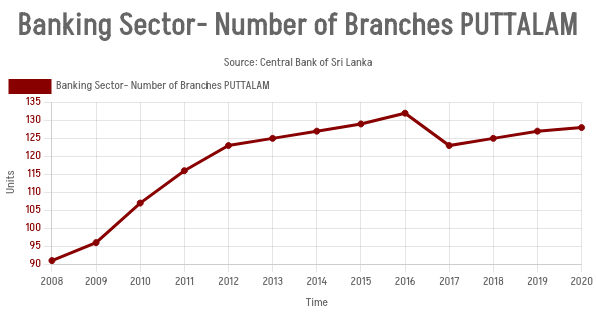 Banking Sector- Number of Branches PUTTALAM
Source: Central Bank of Sri Lanka
Banking Sector- Number of Branches PUTTALAM
135
130
125
120
115
110
105
100
95
90
Units
2008 2009 2010 2011 2012 2013 2014 2015 2016 2017 2018 2019 2020
Time